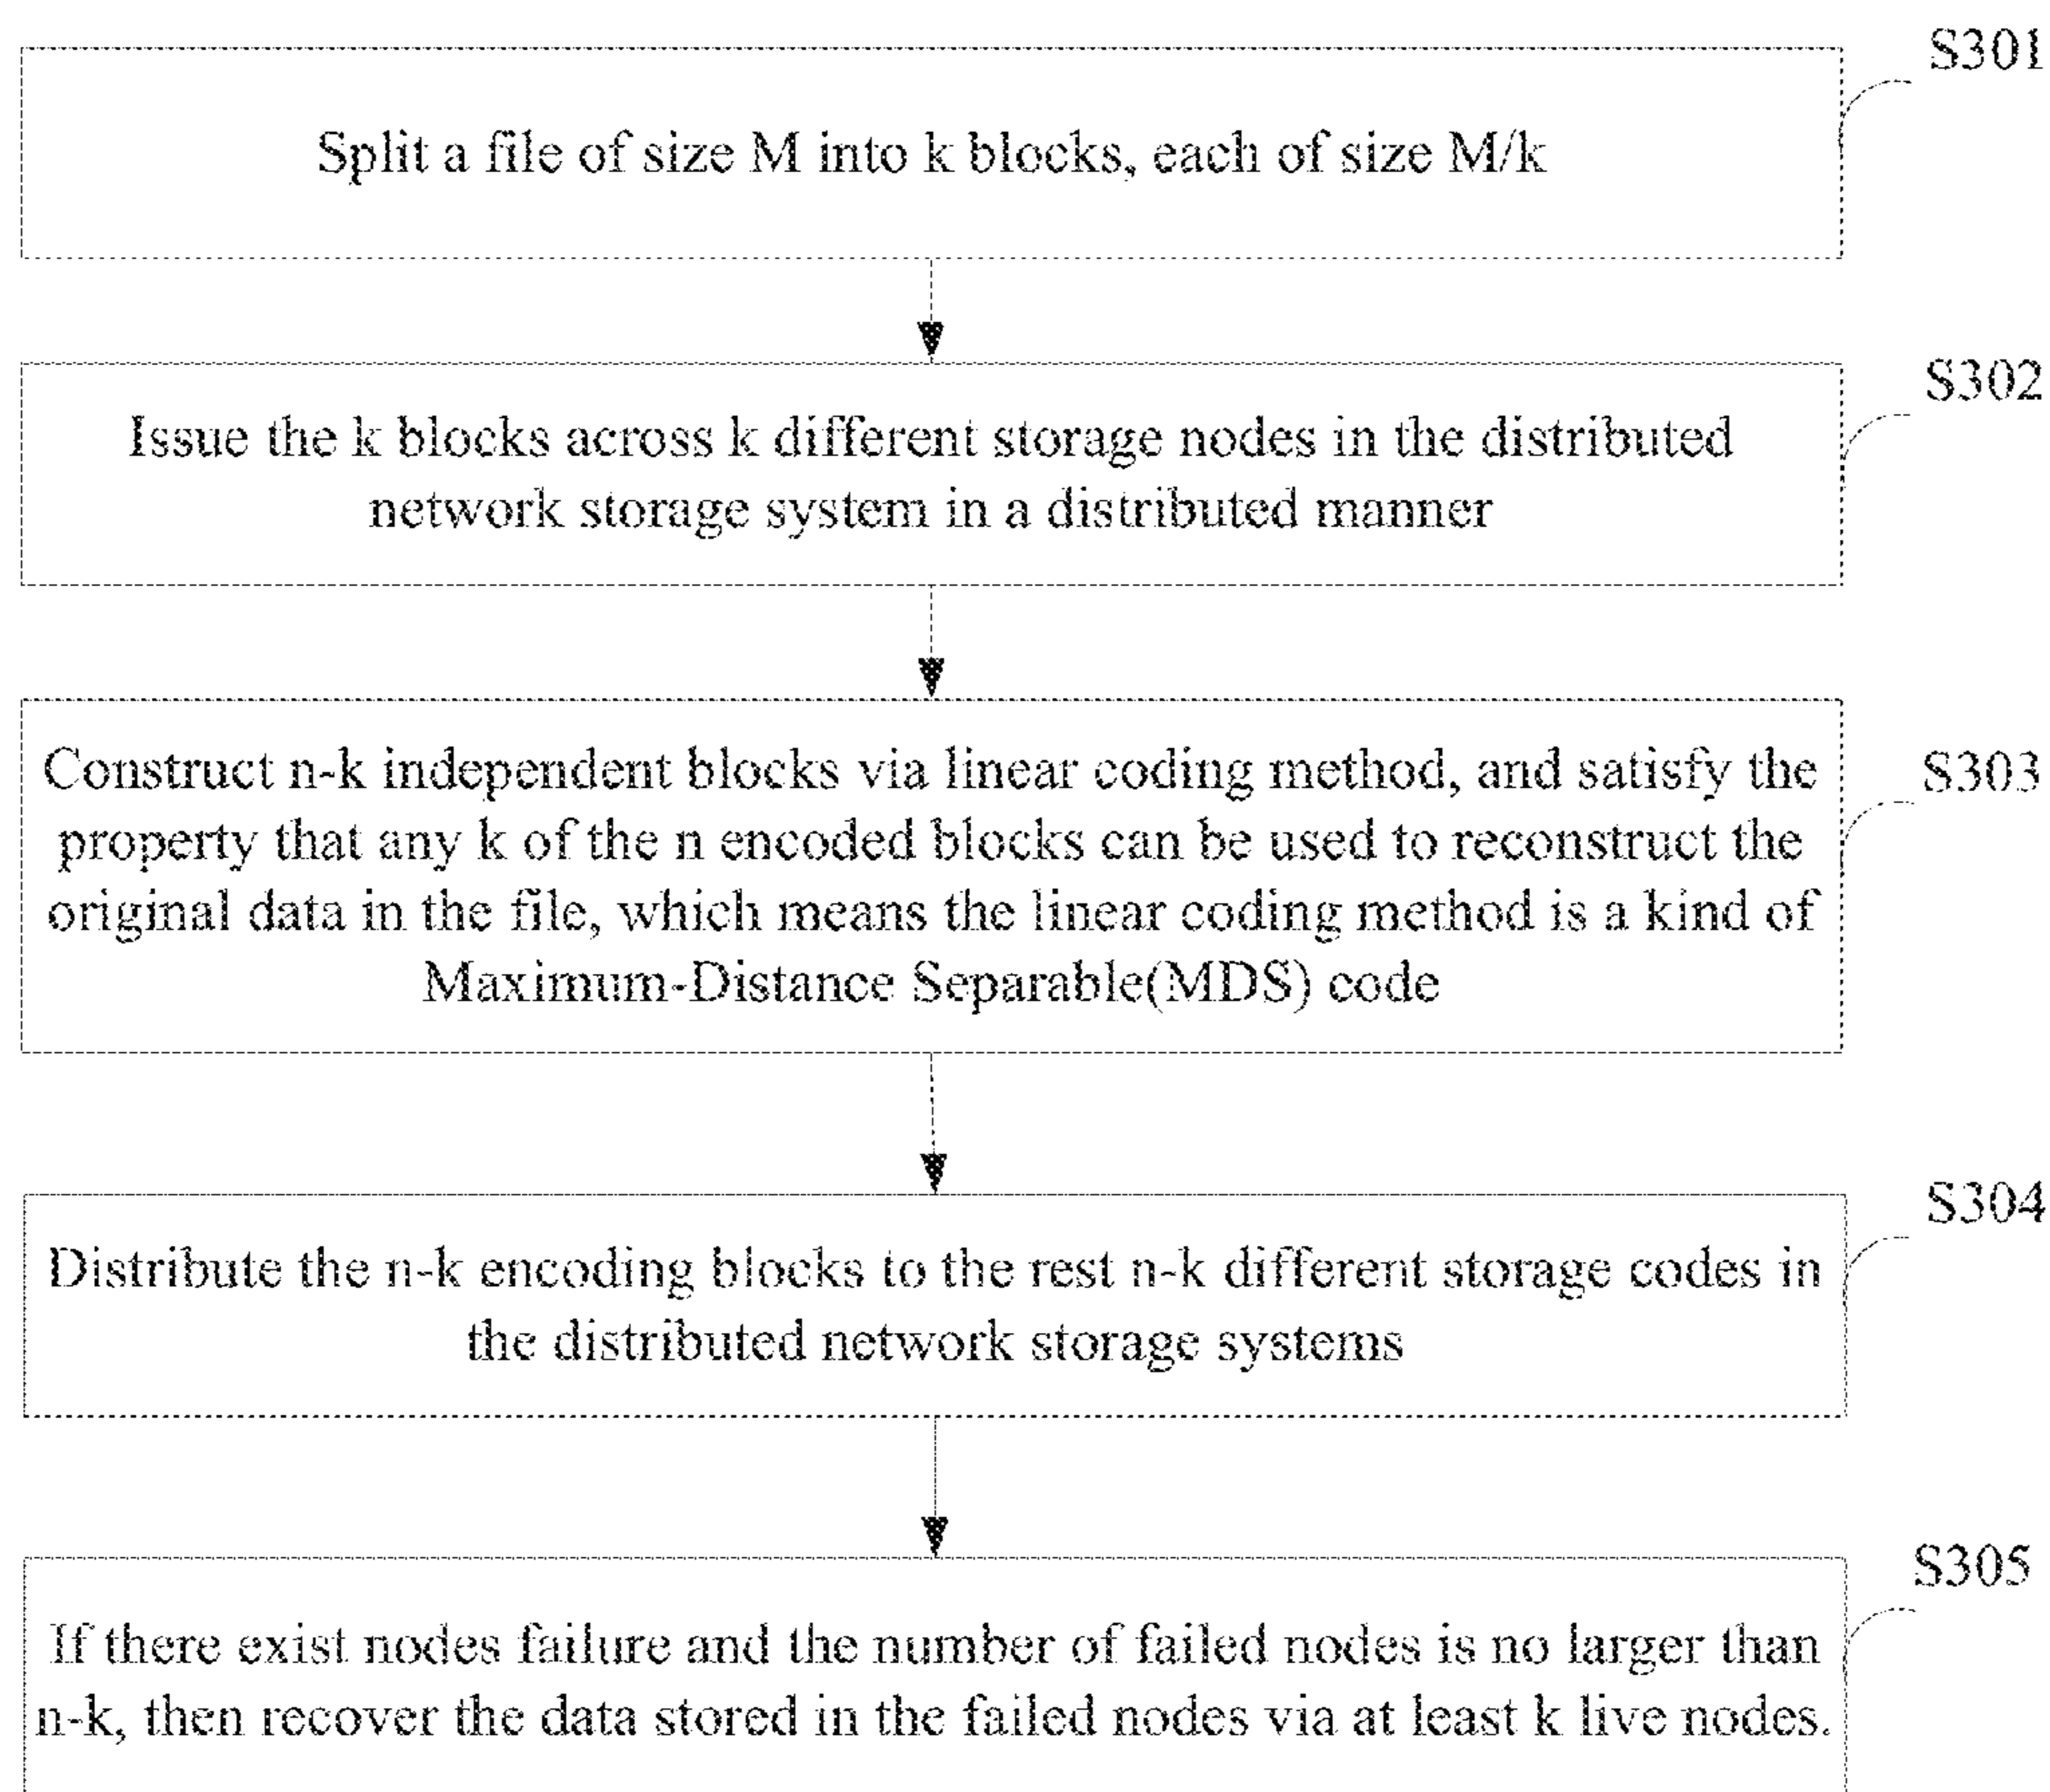 S301
Split a file of size M into k blocks, each of size M/k
S302
Issue the k blocks across k different storage nodes in the distributed
network storage system in a distributed manner
S303
Construct n-k independent blocks via linear coding method, and satisfy the
property that any k of the n encoded blocks can be used to reconstruct the
original data in the file, which means the linear coding method is a kind of
Maximum-Distance Separable(MDS) code
S304
Distribute the n-k encoding blocks to the rest n-k different storage codes in
the distributed network storage systems
S305
If there exist nodes failure and the number of failed nodes is no larger than
n-k, then recover the data stored in the failed nodes via at least k live nodes.